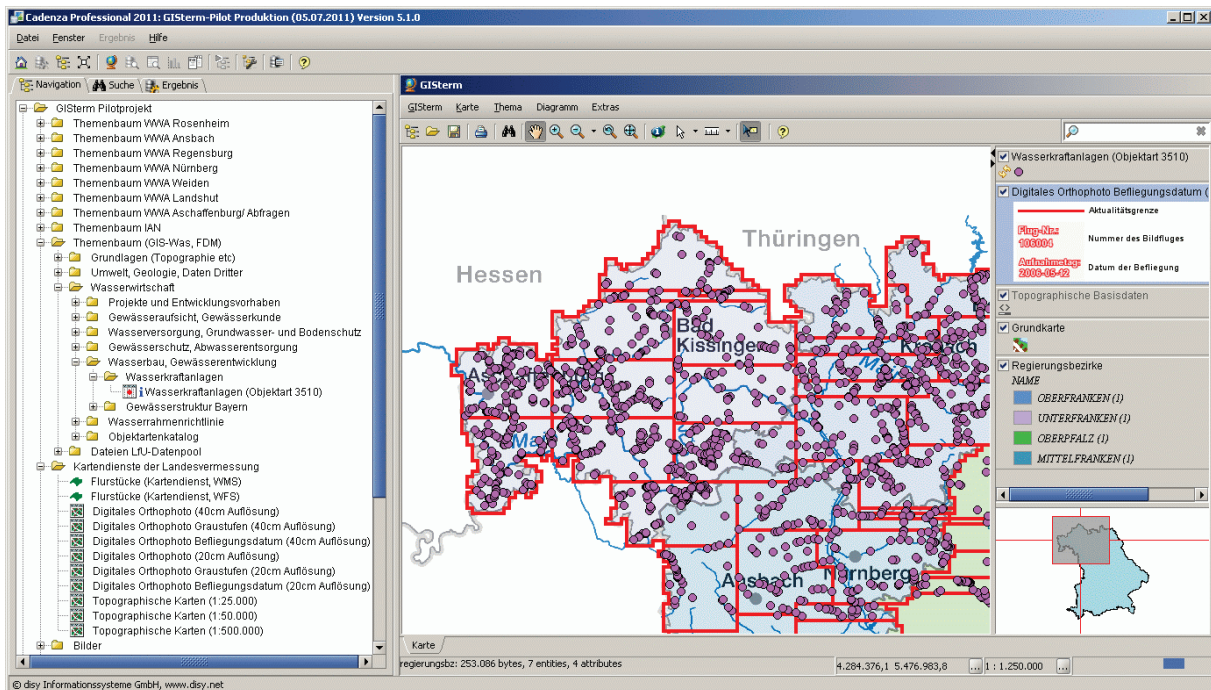 Cadenza Professional 2011: GISterm-Pilot Produktion (05.07.2011) Version 5.1.0
Datei Fenster Ergebnis Hilfe
Navigation Suche Ergebnis
GISterm Pilotprojekt
Themenbaum WWA Rosenheim
Themenbaum WWA Ansbach
Themenbaum WWA Regensburg
Themenbaum WWA Nürnberg
Themenbaum WWA Weiden
Themenbaum WWA Landshut
Themenbaum WWA Aschaffenburg/ Abfragen
Themenbaum IAN
Themenbaum (GIS-Was, FDM)
Grundlagen (Topographie etc)
Umwelt, Geologie, Daten Dritter
Wasserwirtschaft
Projekte und Entwicklungsvorhaben
Gewässeraufsicht, Gewässerkunde
Wasserversorgung, Grundwasser- und Bodenschutz
Gewässerschutz, Abwasserentsorgung
Wasserbau, Gewässerentwicklung
Wasserkraftanlagen
Wasserkraftanlagen (Objektart 3510)
Gewässerstruktur Bayern
Wasserrahmenrichtlinie
Objektartenkatalog
Dateien LfU-Datenpool
Kartendienste der Landesvermessung
Flurstücke (Kartendienst, WMS)
Flurstücke (Kartendienst, WFS)
Digitales Orthophoto (40cm Auflösung)
Digitales Orthophoto Graustufen (40cm Auflösung)
Digitales Orthophoto Befliegungsdatum (40cm Auflösung)
Digitales Orthophoto (20cm Auflösung)
Digitales Orthophoto Graustufen (20cm Auflösung)
Digitales Orthophoto Befliegungsdatum (20cm Auflösung)
Topographische Karten (1:25.000)
Topographische Karten (1:50.000)
Topographische Karten (1:500.000)
Bilder
GISterm
GISterm Karte Thema Diagramm Extras
Hessen
Thüringen
Bad
Kissingen
Main
Ansbach
Nürnberg
Wasserkraftanlagen (Objektart 3510)
Digitales Orthophoto Befliegungsdatum (
Aktualitätsgrenze
Flug-Nr.:
106004
Nummer des Bildfluges
Aufnahmetag:
2006-05-12
Datum der Befliegung
Topographische Basisdaten
Grundkarte
Regierungsbezirke
NAME
OBERFRANKEN (1)
UNTERFRANKEN (1)
OBERPFALZ (1)
MITTELFRANKEN (1)
Karte
regierungsbz: 253.086 bytes, 7 entities, 4 attributes
4.284.376,1 5.476.983,8 ... 1 : 1.250.000 ...
© disy Informationssysteme GmbH, www.disy.net